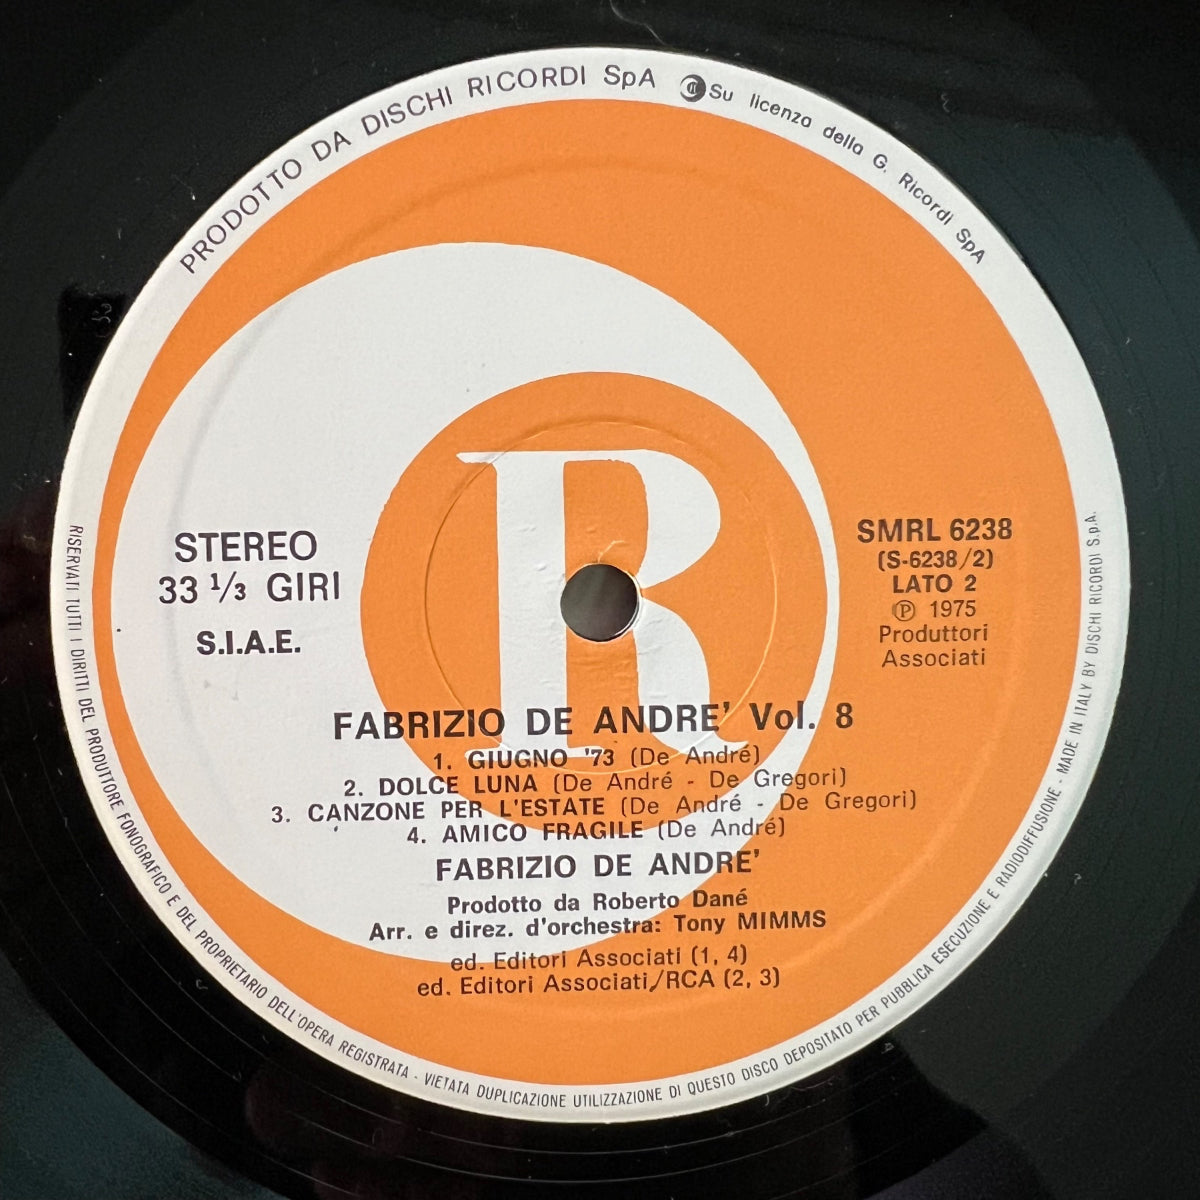 PRODOTTO DA DISCHI RICORDI SpA Su licenza della G. Ricordi SpA
R
STEREO
33 1/3 GIRI
S.I.A.E.
SMRL 6238
(S-6238/2)
LATO 2
Ⓟ 1975
Produttori
Associati
FABRIZIO DE ANDRE' Vol. 8
1. GIUGNO '73 (De André)
2. DOLCE LUNA (De André - De Gregori)
3. CANZONE PER L'ESTATE (De André - De Gregori)
4. AMICO FRAGILE (De André)
FABRIZIO DE ANDRE'
Prodotto da Roberto Dané
Arr. e direz. d'orchestra: Tony MIMMS
ed. Editori Associati (1, 4)
ed. Editori Associati/RCA (2, 3)
RISERVATI TUTTI I DIRITTI DEL PRODUTTORE FONOGRAFICO E DEL PROPRIETARIO DELL'OPERA REGISTRATA - VIETATA DUPLICAZIONE UTILIZZAZIONE DI QUESTO DISCO DEPOSITATO PER PUBBLICA ESECUZIONE E RADIODIFFUSIONE - MADE IN ITALY BY DISCHI RICORDI S.p.A.